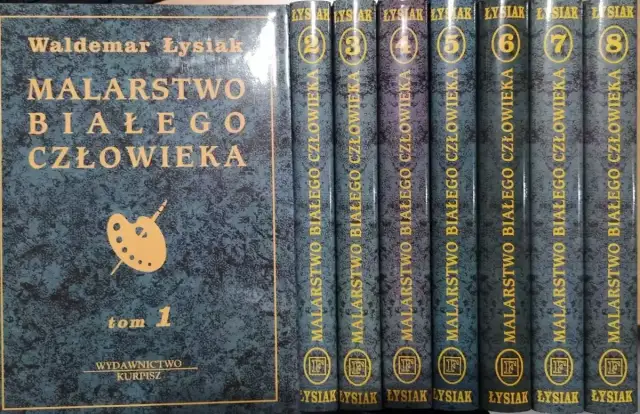 Waldemar Łysiak
MALARSTWO
BIAŁEGO
CZŁOWIEKA
tom 1
WYDAWNICTWO
KURPISZ
ŁYSIAK
2
MALARSTWO BIAŁEGO CZŁOWIEKA
ŁYSIAK
ŁYSIAK
3
MALARSTWO BIAŁEGO CZŁOWIEKA
ŁYSIAK
ŁYSIAK
4
MALARSTWO BIAŁEGO CZŁOWIEKA
ŁYSIAK
ŁYSIAK
5
MALARSTWO BIAŁEGO CZŁOWIEKA
ŁYSIAK
ŁYSIAK
6
MALARSTWO BIAŁEGO CZŁOWIEKA
ŁYSIAK
ŁYSIAK
7
MALARSTWO BIAŁEGO CZŁOWIEKA
ŁYSIAK
ŁYSIAK
8
MALARSTWO BIAŁEGO CZŁOWIEKA
ŁYSIAK